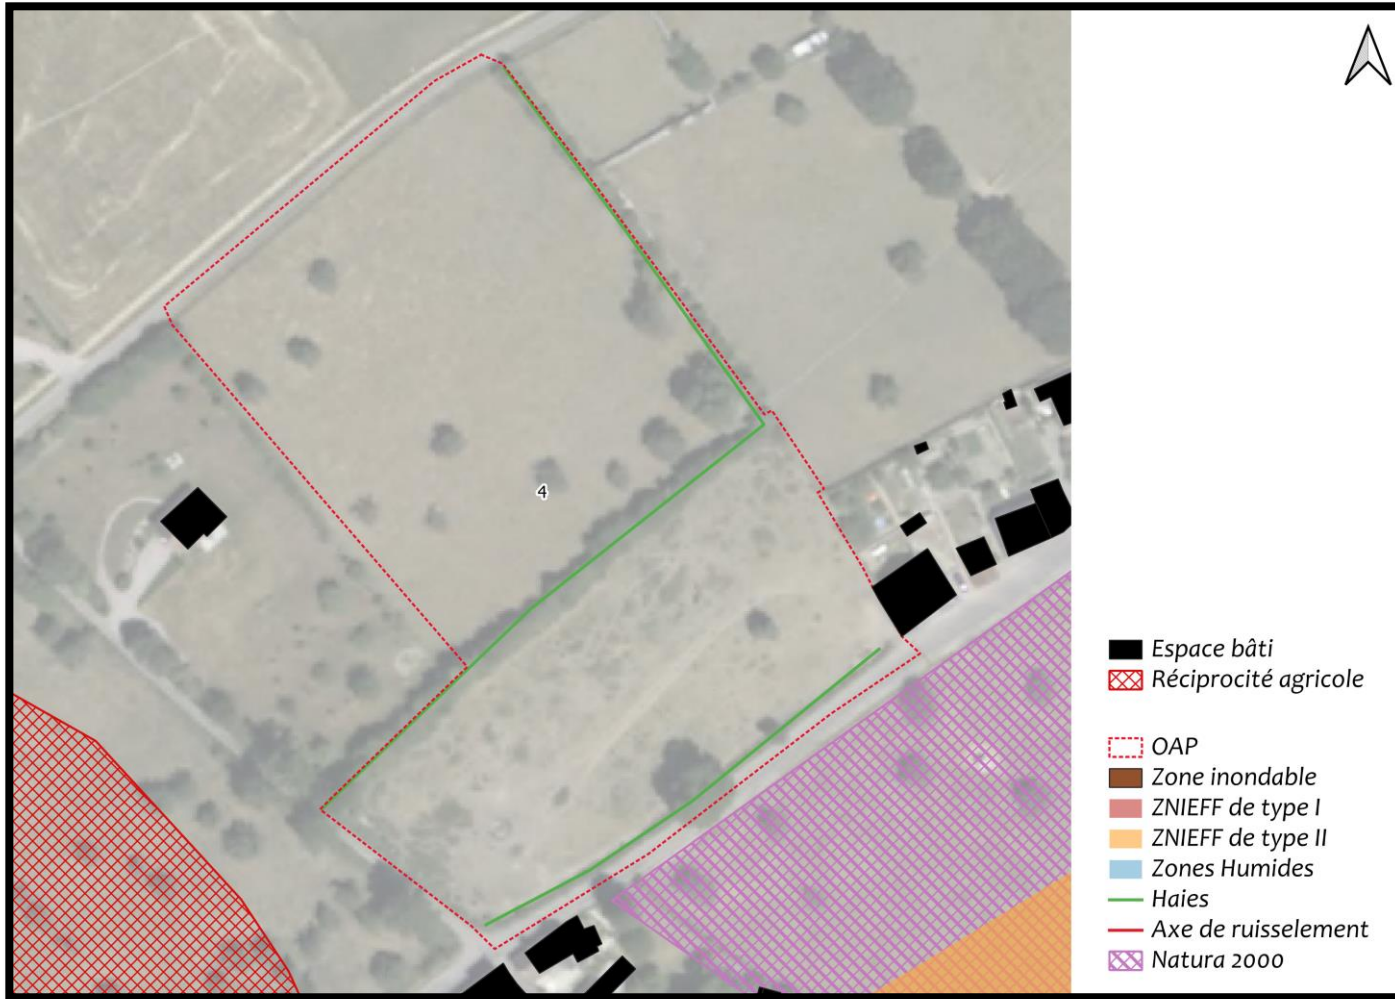 4
Espace bâti
Réciprocité agricole
OAP
Zone inondable
ZNIEFF de type I
ZNIEFF de type II
Zones Humides
Haies
Axe de ruisselement
Natura 2000